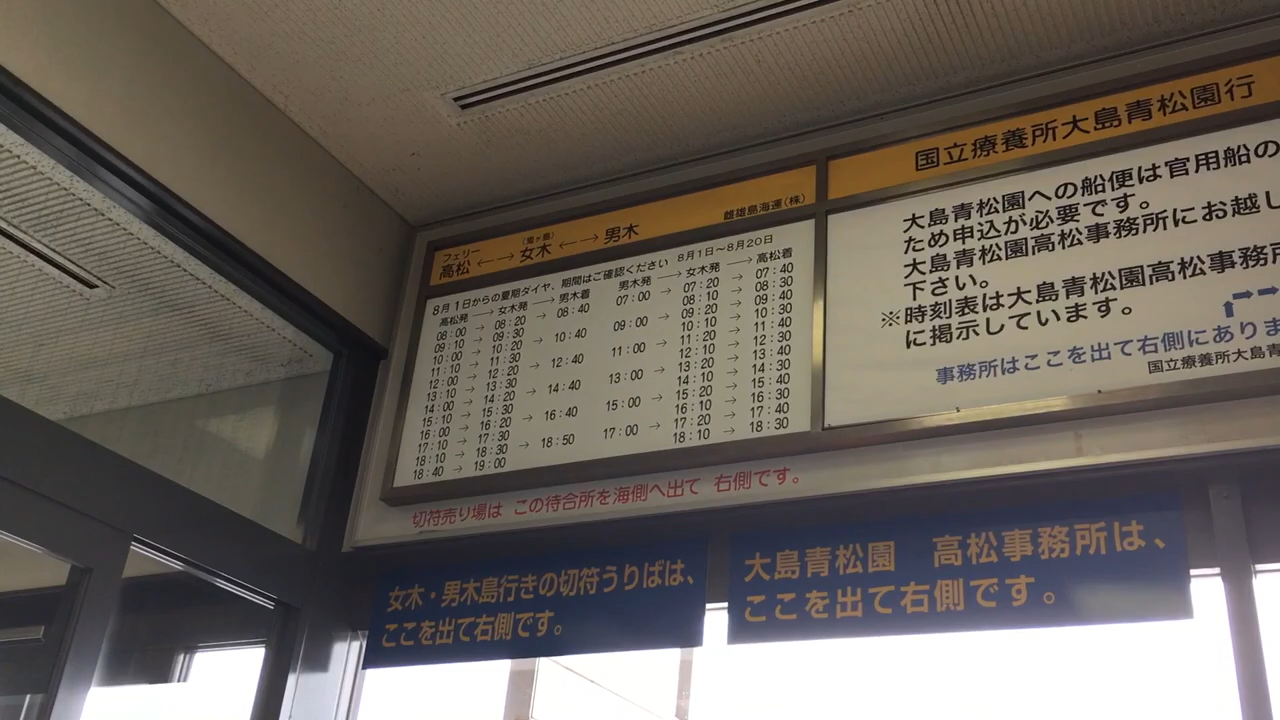 フェリー
高松 ←→ 女木 ←→ 男木
(鬼ヶ島)
雌雄島海運(株)
8月1日からの夏期ダイヤ、期間はご確認ください 8月1日〜8月20日
高松発 → 女木発 → 男木着
08:00 → 08:20 → 08:40
09:10 → 09:30
10:00 → 10:20 → 10:40
11:10 → 11:30
12:00 → 12:20 → 12:40
13:10 → 13:30
14:00 → 14:20 → 14:40
15:10 → 15:30
16:00 → 16:20 → 16:40
17:10 → 17:30
18:10 → 18:30 → 18:50
18:40 → 19:00
男木発 → 女木発 → 高松着
07:00 → 07:20 → 07:40
08:10 → 08:30
09:00 → 09:20 → 09:40
10:10 → 10:30
11:00 → 11:20 → 11:40
12:10 → 12:30
13:00 → 13:20 → 13:40
14:10 → 14:30
15:00 → 15:20 → 15:40
16:10 → 16:30
17:00 → 17:20 → 17:40
18:10 → 18:30
切符売り場は この待合所を海側へ出て 右側です。
国立療養所大島青松園行
大島青松園への船便は官用船の
ため申込が必要です。
大島青松園高松事務所にお越し
下さい。
※時刻表は大島青松園高松事務所
に掲示しています。
事務所はここを出て右側にありま
国立療養所大島青
女木・男木島行きの切符うりばは、
ここを出て右側です。
大島青松園 高松事務所は、
ここを出て右側です。